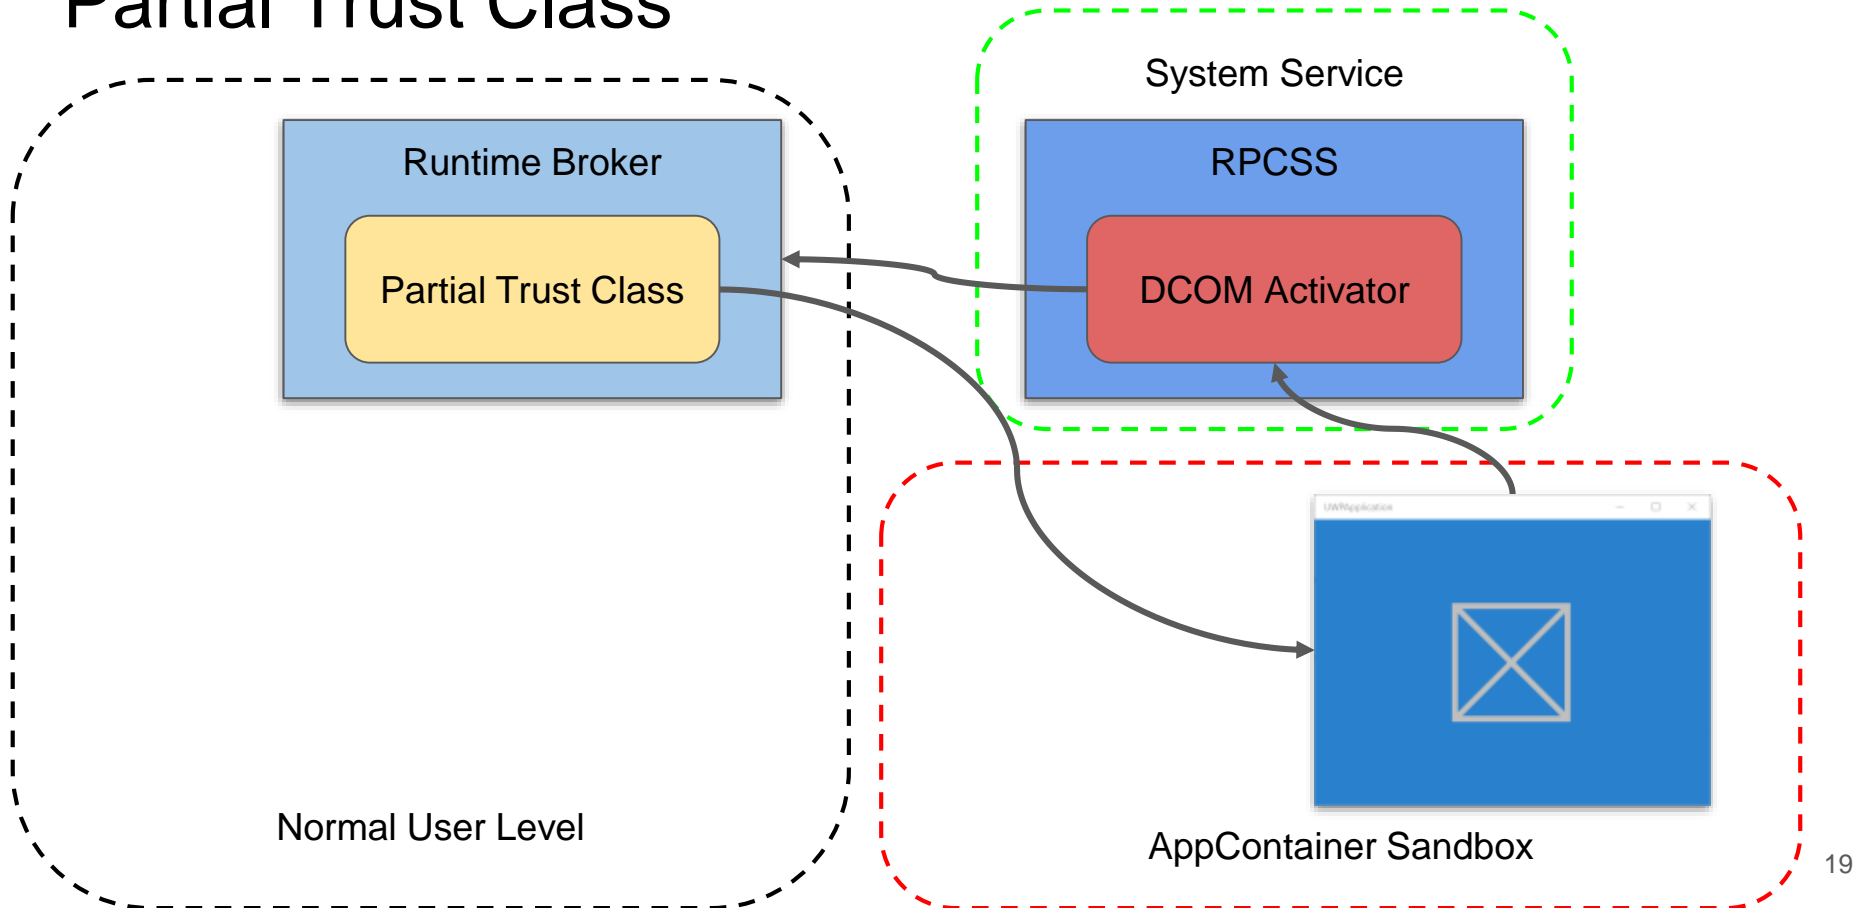 Partial Trust Class
System Service
Runtime Broker
RPCSS
Partial Trust Class
DCOM Activator
UWPApplication
Normal User Level
AppContainer Sandbox
19